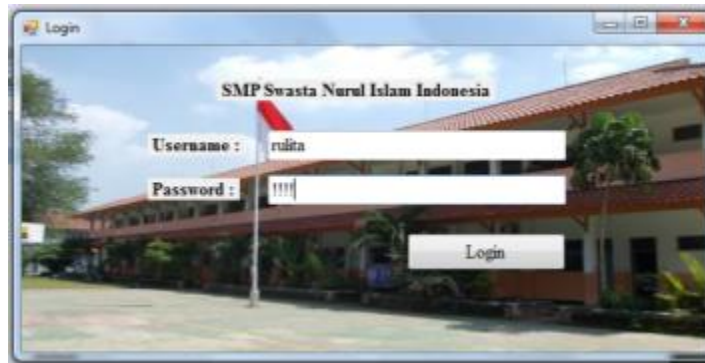 Login
SMP Swasta Nurul Islam Indonesia
Username : rulita
Password : !!!!
Login